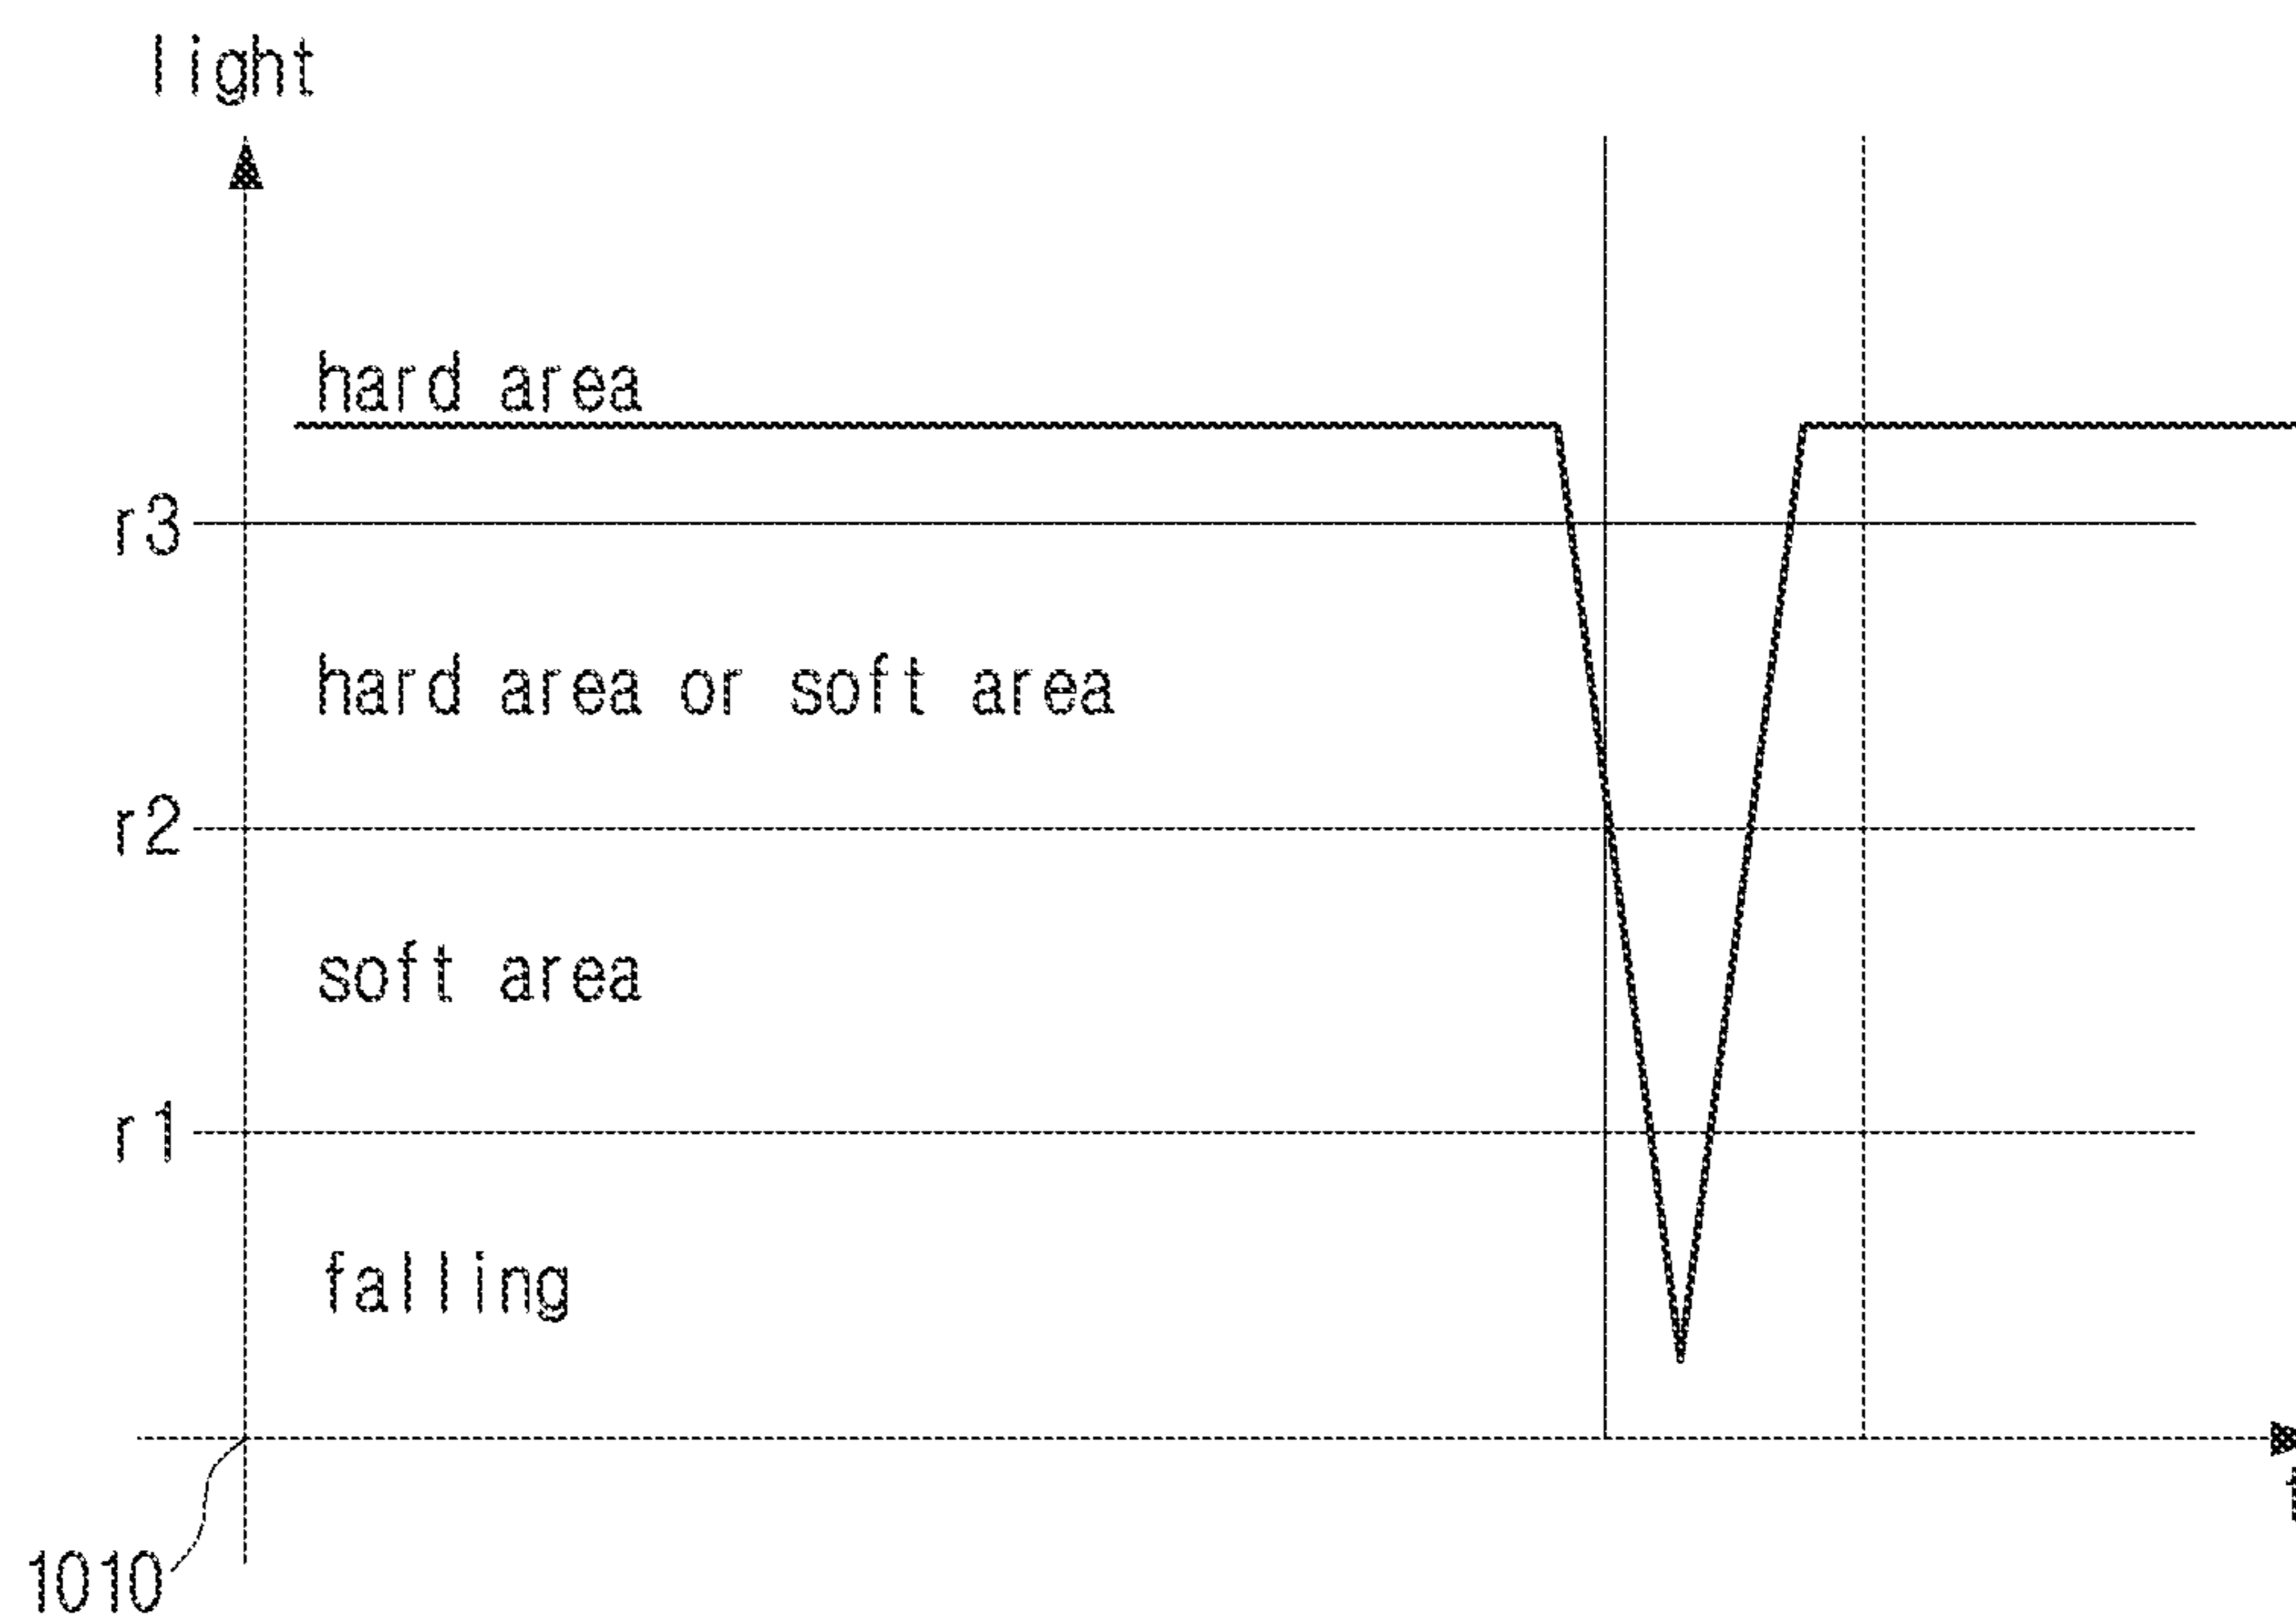 light
hard area
r3
hard area or soft area
r2
soft area
r1
falling
t
1010